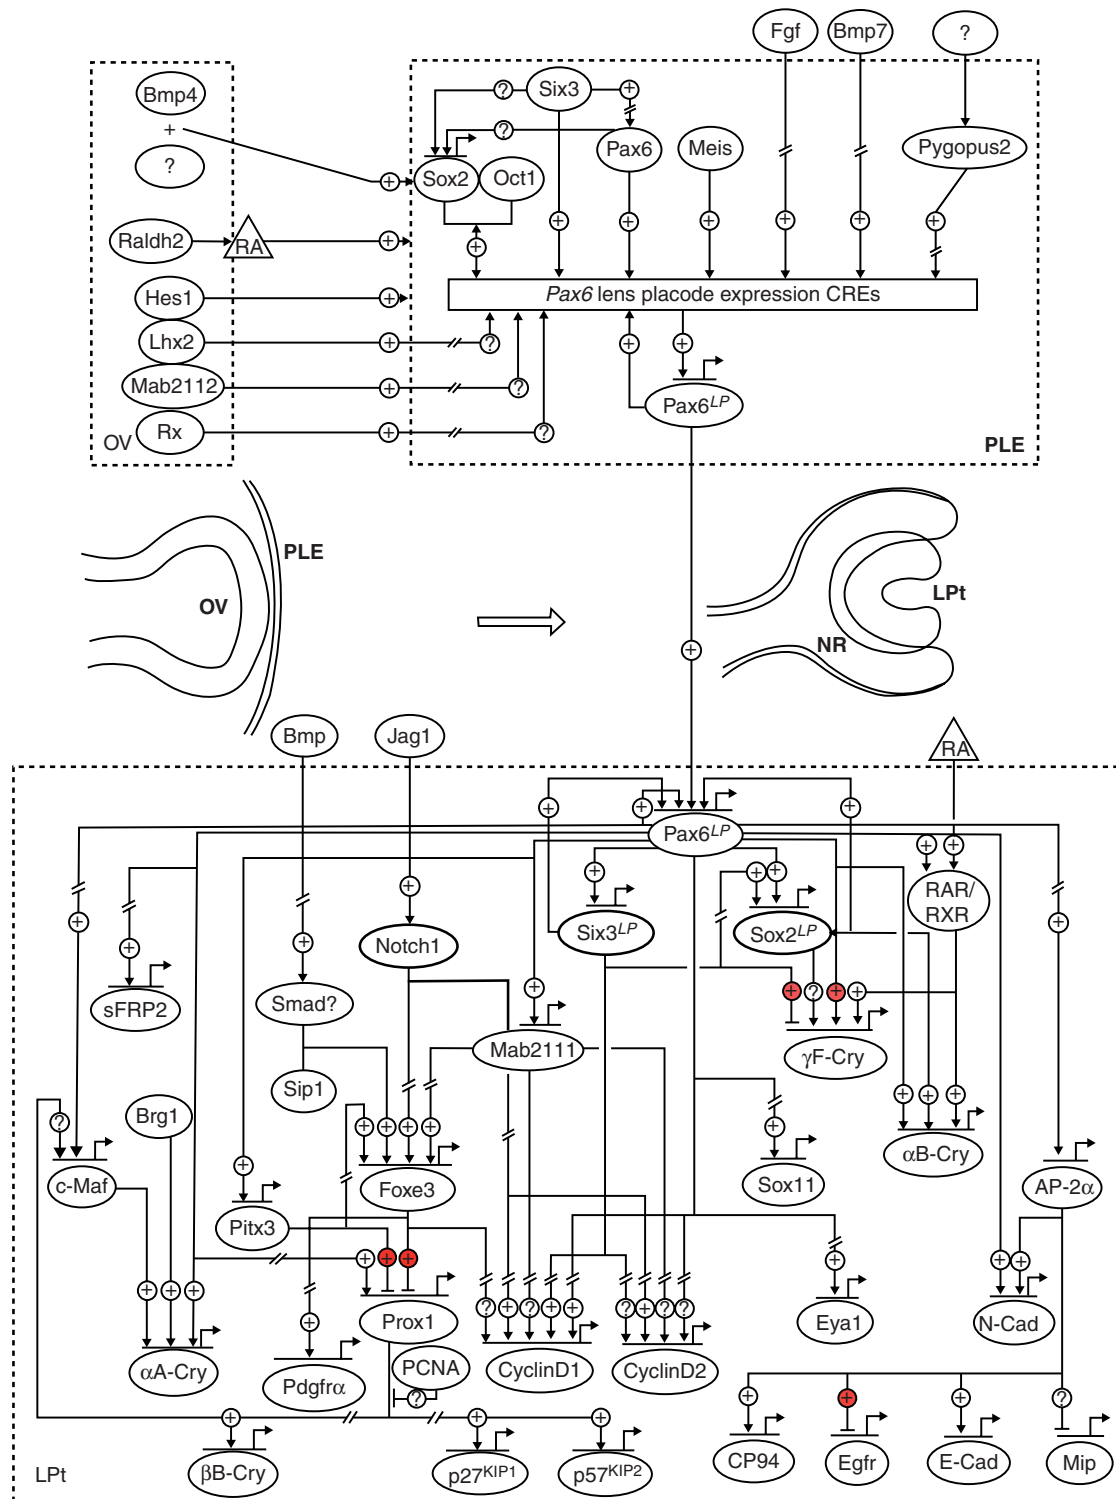 Fgf
Bmp7
?
Bmp4
+
?
?
Six3
+
?
Pax6
Meis
Pygopus2
Sox2
Oct1
+
Raldh2
RA
+
+
+
+
+
+
+
+
Hes1
+
Pax6 lens placode expression CREs
Lhx2
+
?
+
+
Mab2112
+
?
Pax6LP
Rx
+
?
OV
PLE
PLE
OV
LPt
NR
+
Bmp
Jag1
RA
+
+
+
Pax6LP
+
+
+
+
+
+
RAR/
RXR
+
+
+
Six3LP
Sox2LP
Notch1
+
+
+
+
?
+
+
sFRP2
Smad?
Mab2111
γF-Cry
Sip1
+
+
+
Brg1
?
+
+
+
+
+
αB-Cry
c-Maf
+
Foxe3
Sox11
AP-2α
Pitx3
+
+
+
+
+
+
+
+
+
+
?
+
?
+
+
?
+
?
?
Prox1
Eya1
N-Cad
αA-Cry
Pdgfrα
PCNA
CyclinD1
CyclinD2
?
+
+
+
+
+
+
?
βB-Cry
p27KIP1
p57KIP2
CP94
Egfr
E-Cad
Mip
LPt